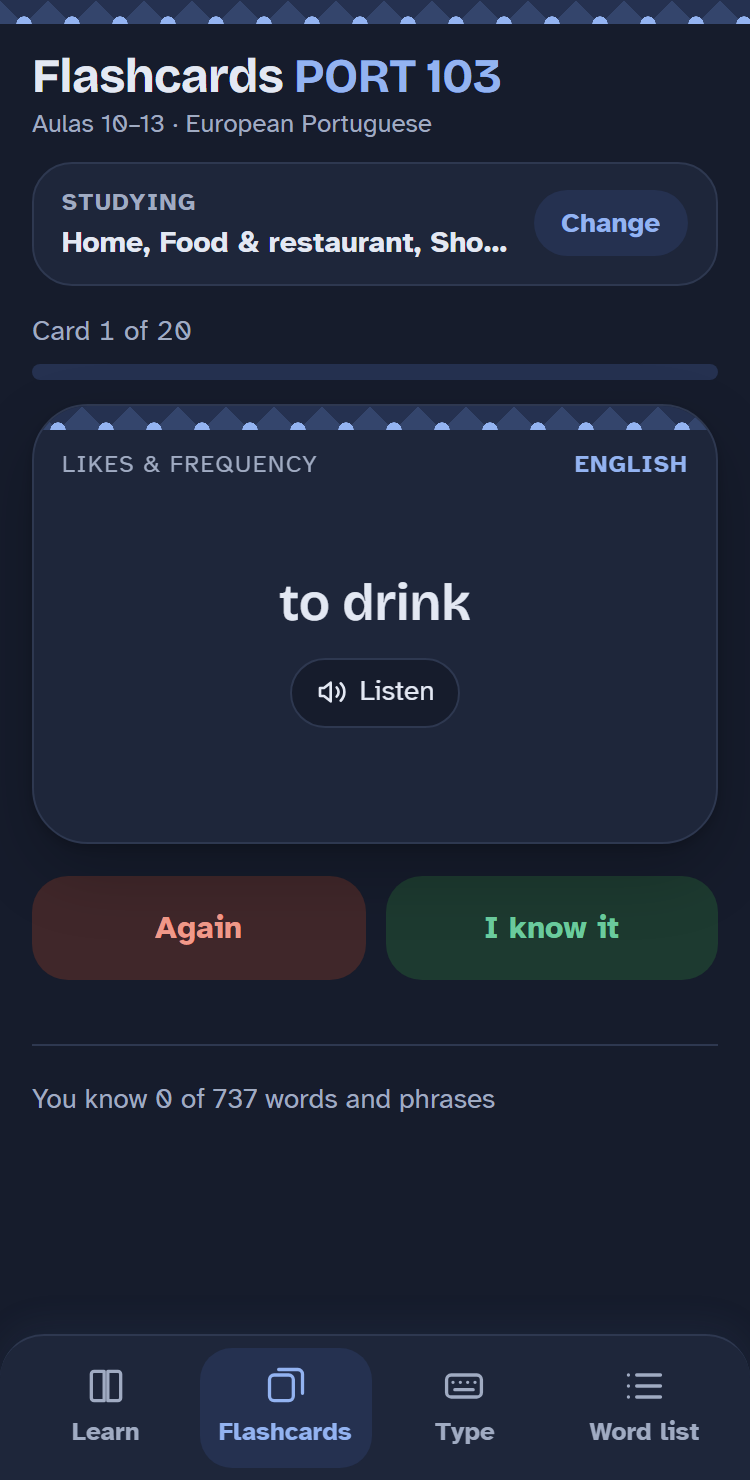 Flashcards PORT 103
Aulas 10–13 · European Portuguese
STUDYING
Home, Food & restaurant, Sho...
Change
Card 1 of 20
LIKES & FREQUENCY
ENGLISH
to drink
Listen
Again
I know it
You know 0 of 737 words and phrases
Learn
Flashcards
Type
Word list